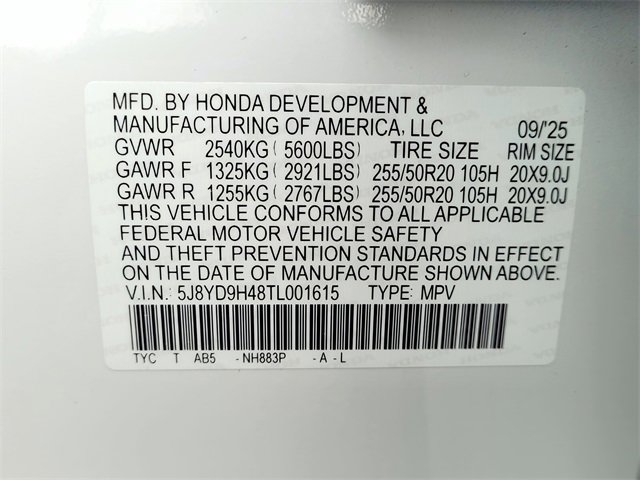 MFD. BY HONDA DEVELOPMENT &
MANUFACTURING OF AMERICA, LLC 09/'25
GVWR 2540KG ( 5600LBS) TIRE SIZE RIM SIZE
GAWR F 1325KG ( 2921LBS) 255/50R20 105H 20X9.0J
GAWR R 1255KG ( 2767LBS) 255/50R20 105H 20X9.0J
THIS VEHICLE CONFORMS TO ALL APPLICABLE
FEDERAL MOTOR VEHICLE SAFETY
AND THEFT PREVENTION STANDARDS IN EFFECT
ON THE DATE OF MANUFACTURE SHOWN ABOVE.
V.I.N.: 5J8YD9H48TL001615 TYPE: MPV
TYC T AB5 -NH883P -A-L